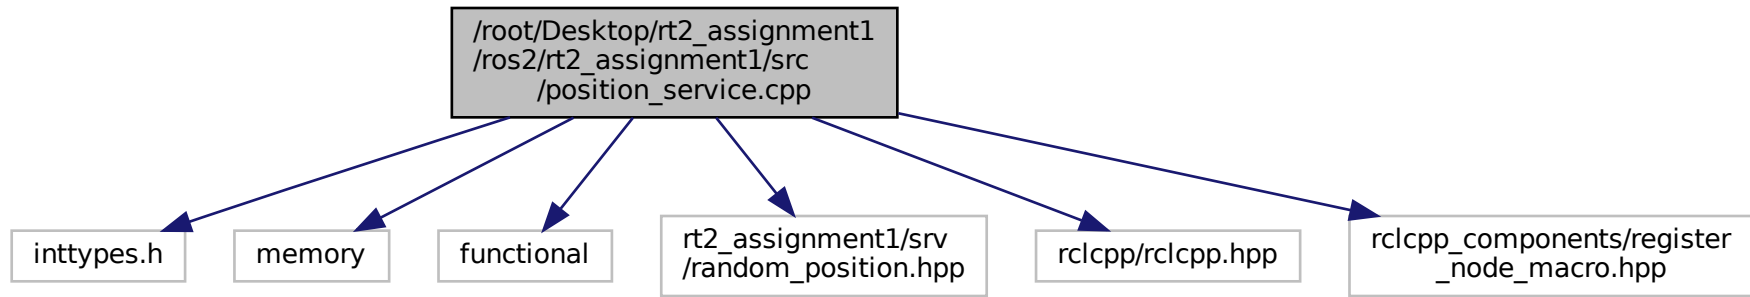 /root/Desktop/rt2_assignment1
/ros2/rt2_assignment1/src
/position_service.cpp
inttypes.h
memory
functional
rt2_assignment1/srv
/random_position.hpp
rclcpp/rclcpp.hpp
rclcpp_components/register
_node_macro.hpp